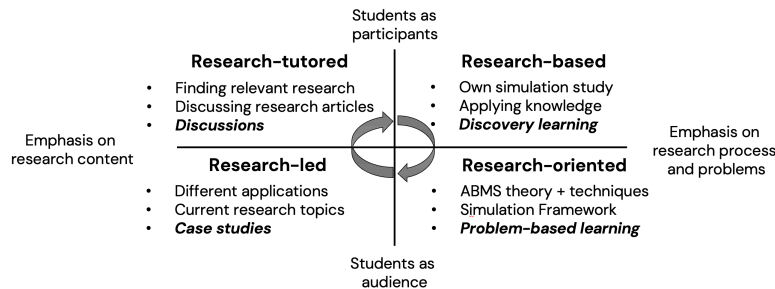 Students as
participants
Research-tutored
• Finding relevant research
• Discussing research articles
• Discussions
Research-based
• Own simulation study
• Applying knowledge
• Discovery learning
Emphasis on
research content
Emphasis on
research process
and problems
Research-led
• Different applications
• Current research topics
• Case studies
Research-oriented
• ABMS theory + techniques
• Simulation Framework
• Problem-based learning
Students as
audience